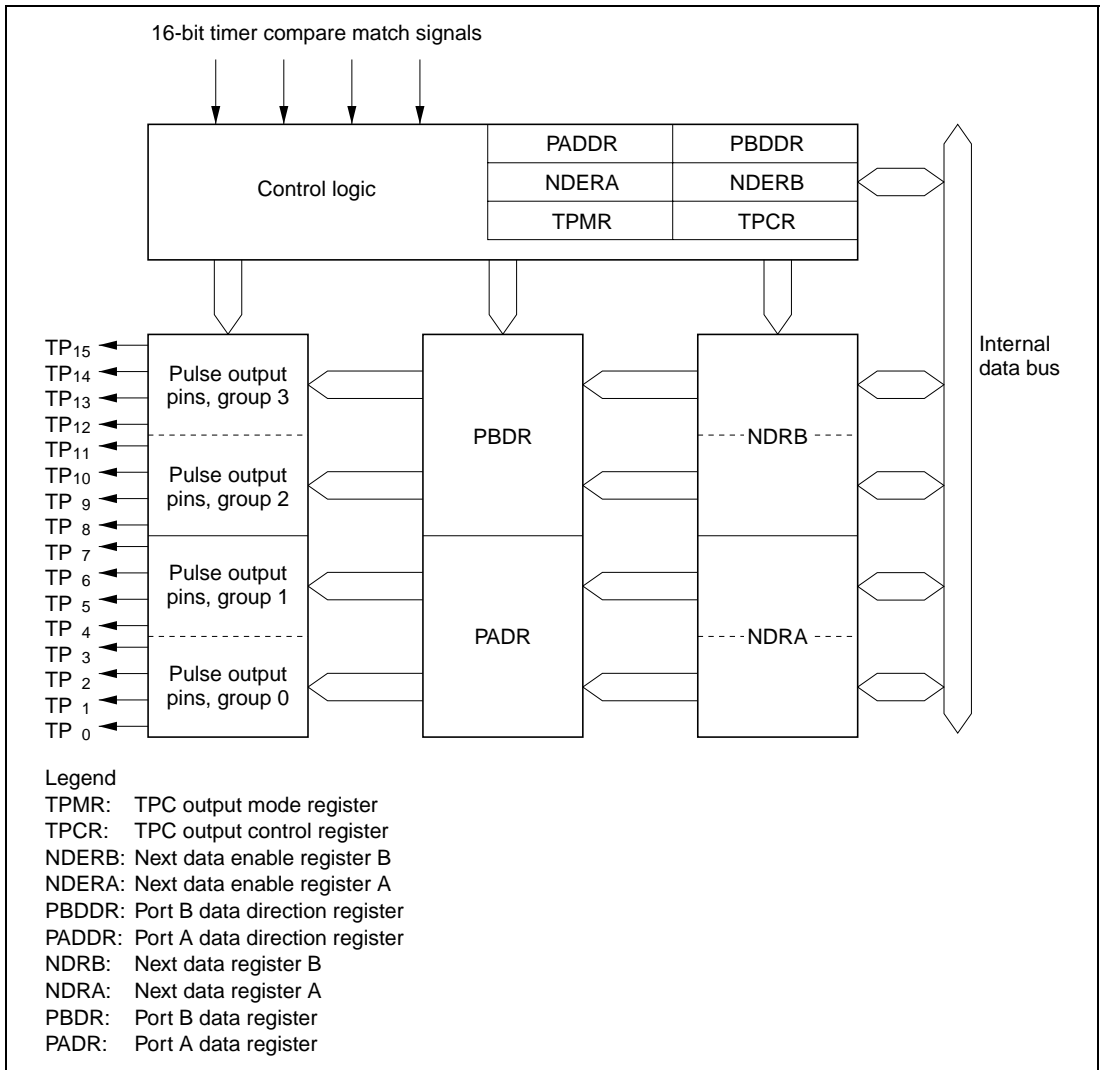 16-bit timer compare match signals
PADDR PBDDR
Control logic NDERA NDERB
TPMR TPCR
Internal
data bus
TP15
TP14
TP13
TP12
TP11
TP10
TP 9
TP 8
TP 7
TP 6
TP 5
TP 4
TP 3
TP 2
TP 1
TP 0
Pulse output
pins, group 3
Pulse output
pins, group 2
Pulse output
pins, group 1
Pulse output
pins, group 0
PBDR
PADR
NDRB
NDRA
Legend
TPMR: TPC output mode register
TPCR: TPC output control register
NDERB: Next data enable register B
NDERA: Next data enable register A
PBDDR: Port B data direction register
PADDR: Port A data direction register
NDRB: Next data register B
NDRA: Next data register A
PBDR: Port B data register
PADR: Port A data register